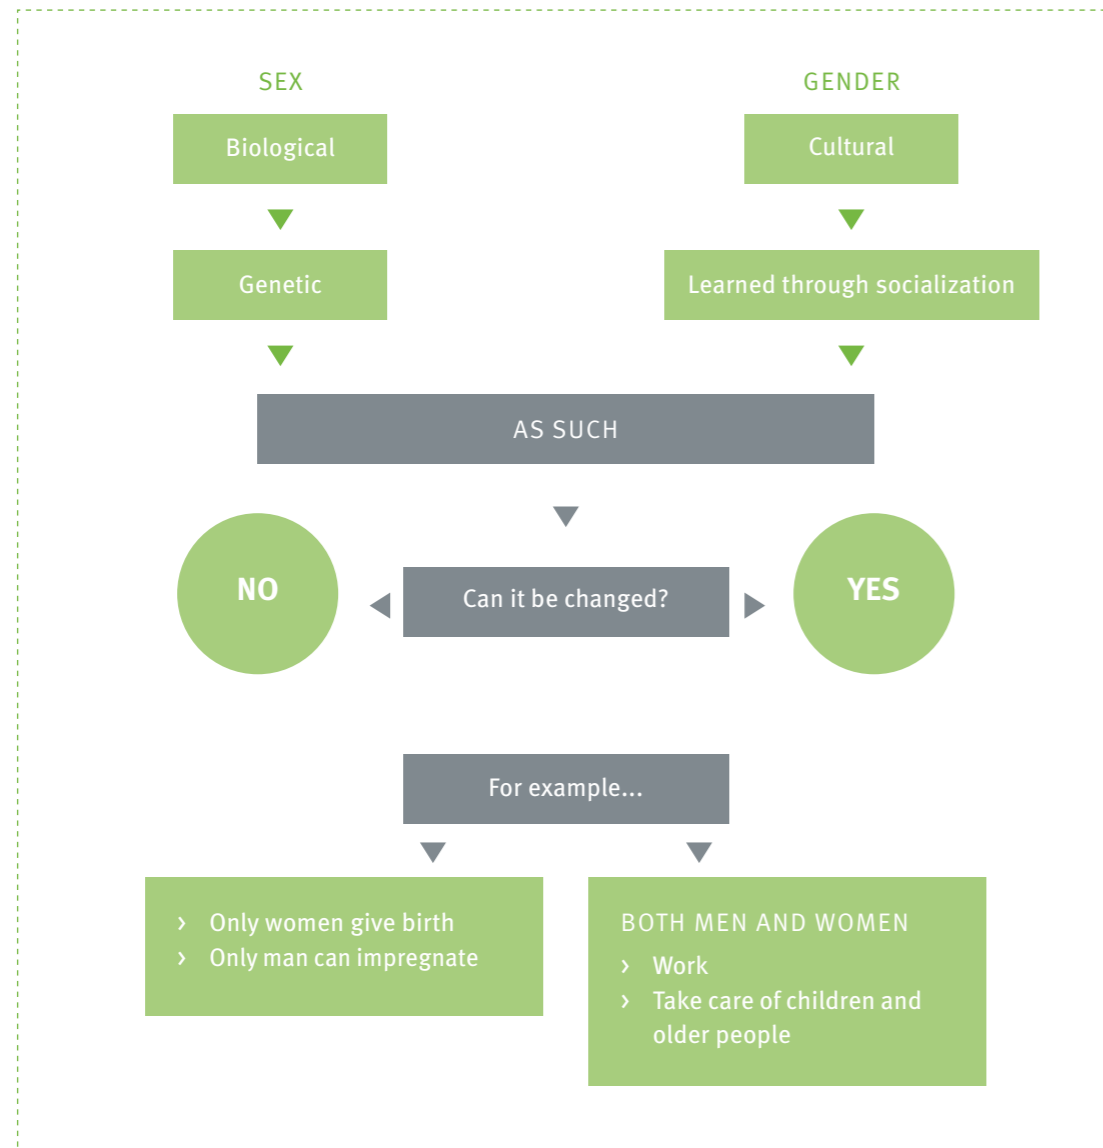 SEX
GENDER
Biological
Cultural
Genetic
Learned through socialization
AS SUCH
NO
Can it be changed?
YES
For example...
› Only women give birth
› Only man can impregnate
BOTH MEN AND WOMEN
› Work
› Take care of children and
older people